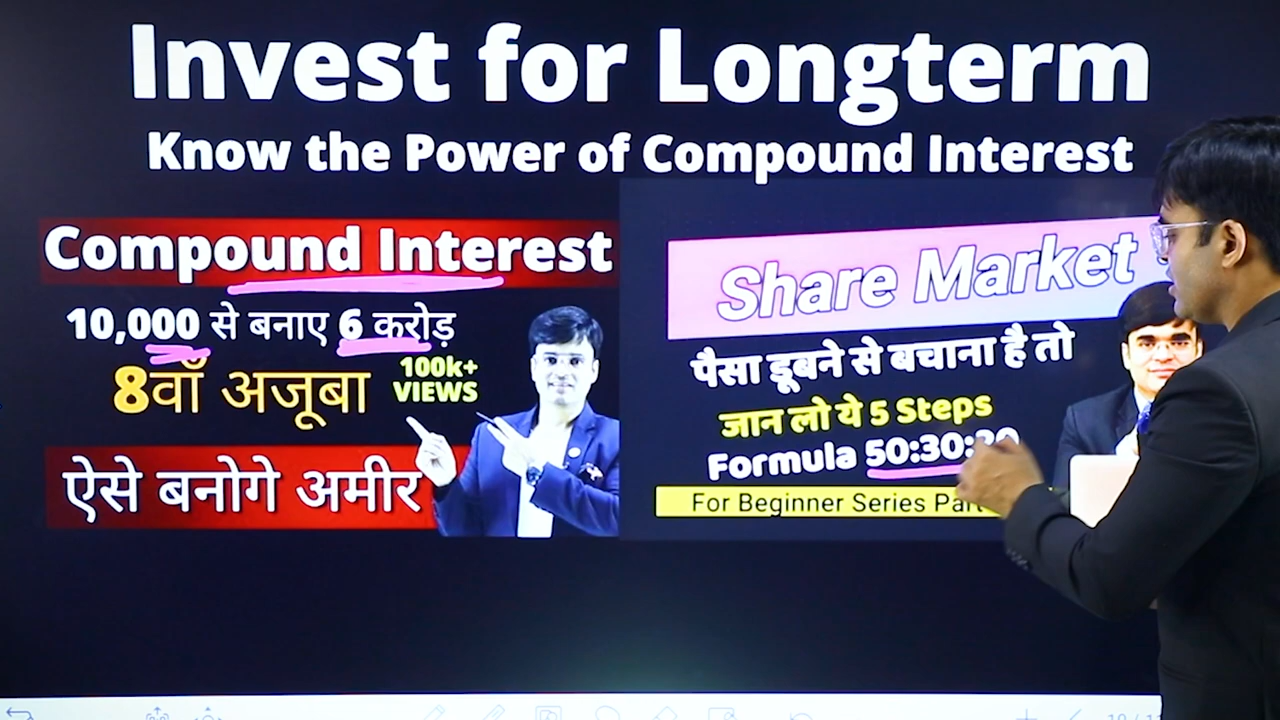 Invest for Longterm
Know the Power of Compound Interest
Compound Interest
10,000 से बनाए 6 करोड़
8वाँ अजूबा
100k+
VIEWS
ऐसे बनोगे अमीर
Share Market
पैसा डूबने से बचाना है तो
जान लो ये 5 Steps
Formula 50:30:20
For Beginner Series Part